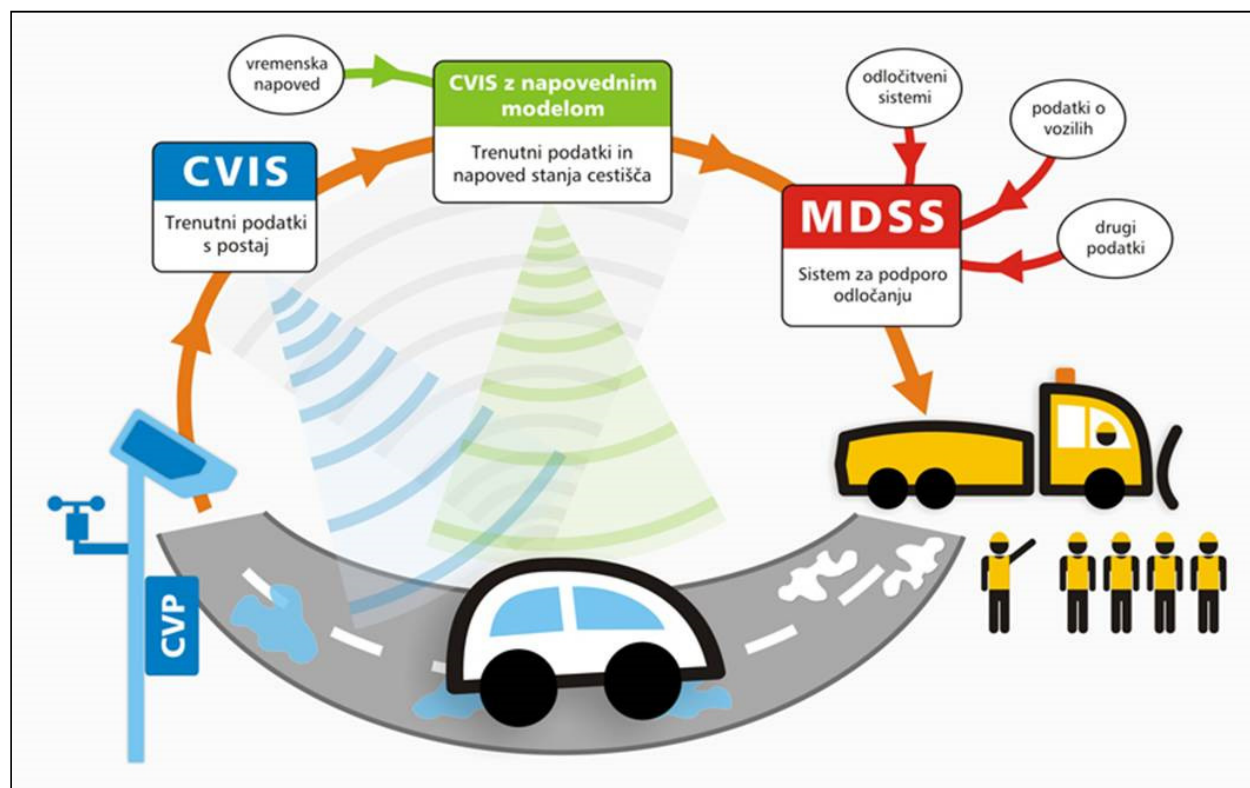 vremenska
napoved
CVIS z napovednim
modelom
Trenutni podatki in
napoved stanja cestišča
odločitveni
sistemi
podatki o
vozilih
CVIS
Trenutni podatki
s postaj
MDSS
Sistem za podporo
odločanju
drugi
podatki
CVP